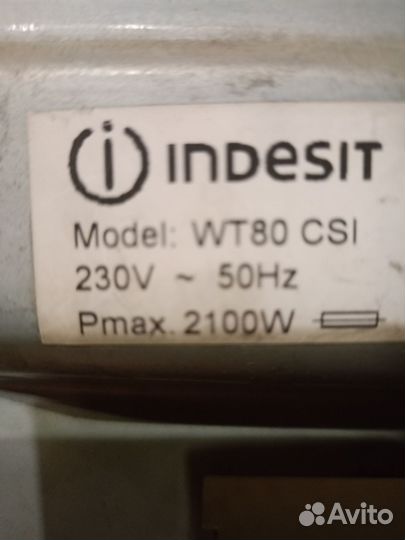 INDESIT
Model: WT80 CSI
230V ~ 50Hz
Pmax. 2100W
Avito